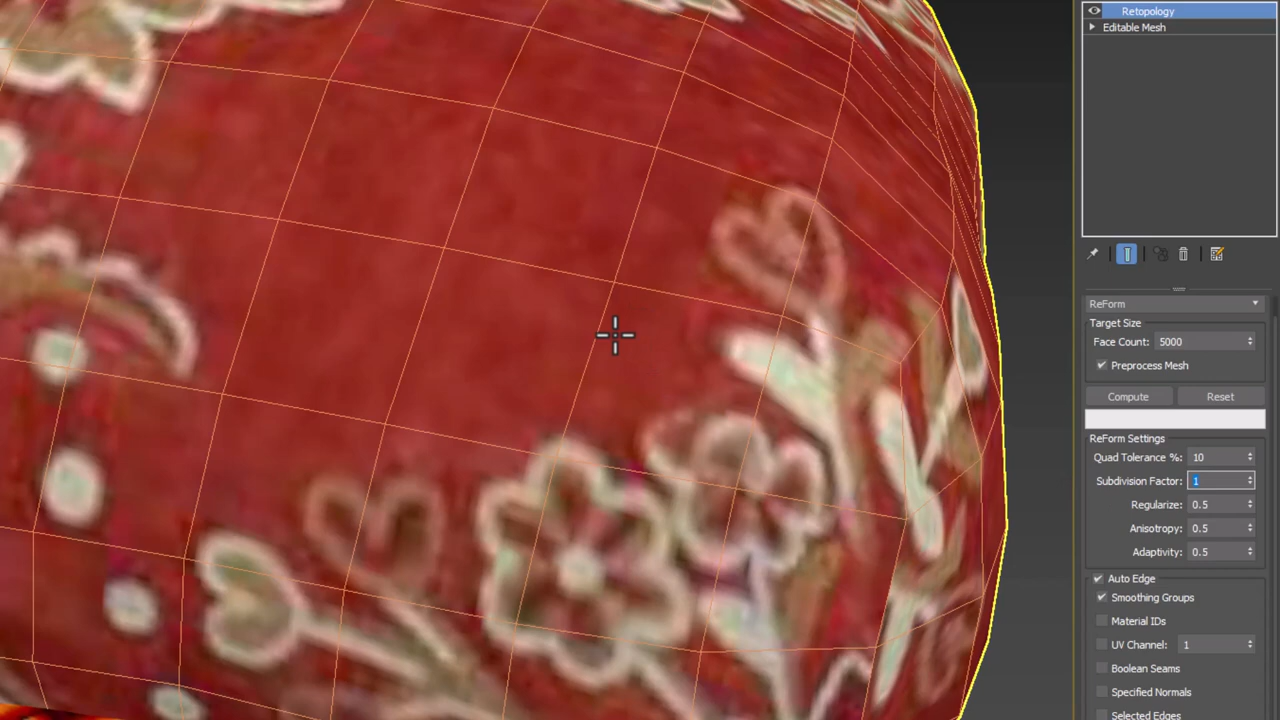 Retopology
Editable Mesh
ReForm
Target Size
Face Count: 5000
Preprocess Mesh
Compute Reset
ReForm Settings
Quad Tolerance %: 10
Subdivision Factor: 1
Regularize: 0.5
Anisotropy: 0.5
Adaptivity: 0.5
Auto Edge
Smoothing Groups
Material IDs
UV Channel: 1
Boolean Seams
Specified Normals
Selected Edges